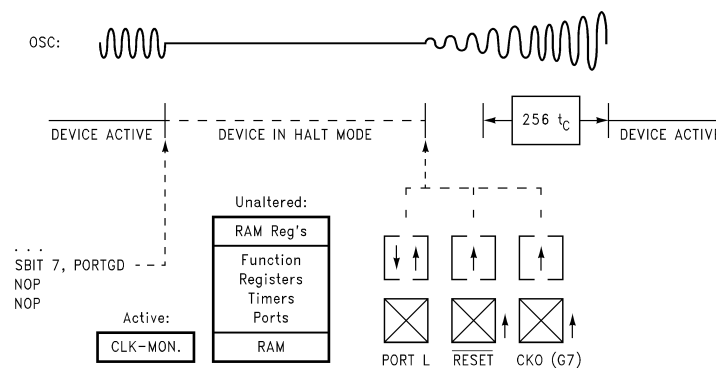 OSC:
DEVICE ACTIVE
DEVICE IN HALT MODE
256 tC
DEVICE ACTIVE
Unaltered:
RAM Reg's
Function
Registers
Timers
Ports
RAM
. . .
SBIT 7, PORTGD
NOP
NOP
Active:
CLK-MON.
PORT L
RESET
CKO (G7)